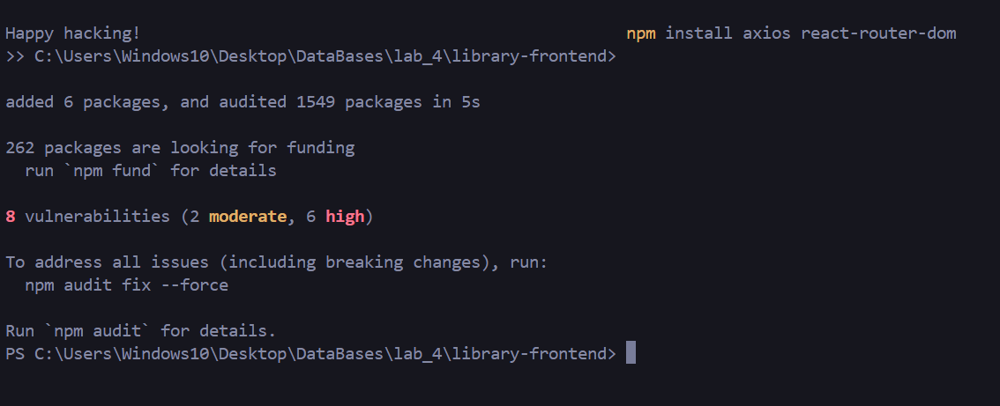 Happy hacking! npm install axios react-router-dom
>> C:\Users\Windows10\Desktop\DataBases\lab_4\library-frontend>
added 6 packages, and audited 1549 packages in 5s
262 packages are looking for funding
  run `npm fund` for details
8 vulnerabilities (2 moderate, 6 high)
To address all issues (including breaking changes), run:
  npm audit fix --force
Run `npm audit` for details.
PS C:\Users\Windows10\Desktop\DataBases\lab_4\library-frontend>